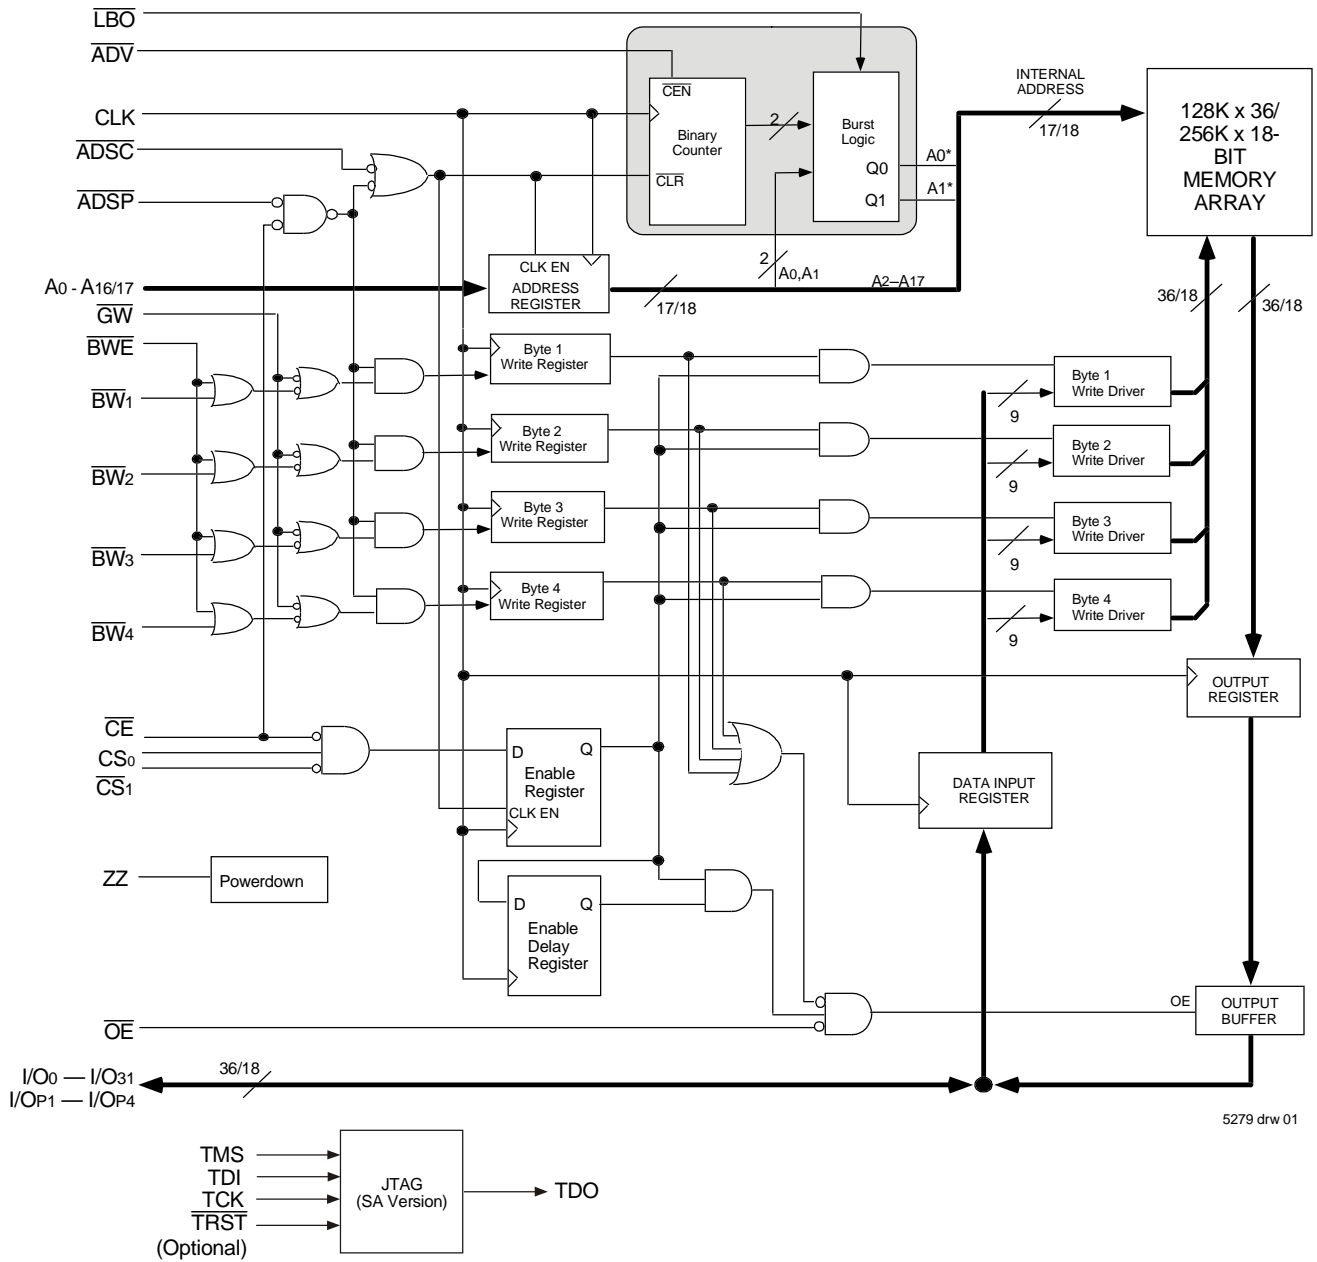 LBO
ADV
CLK
ADSC
ADSP
A0 - A16/17
GW
BWE
BW1
BW2
BW3
BW4
CE
CS0
CS1
ZZ
Powerdown
OE
I/O0 — I/O31
I/OP1 — I/OP4
36/18
CEN
Binary
Counter
CLR
2
Burst
Logic
Q0
Q1
A0*
A1*
INTERNAL
ADDRESS
17/18
128K x 36/
256K x 18-
BIT
MEMORY
ARRAY
CLK EN
ADDRESS
REGISTER
17/18
2
A0,A1
A2–A17
36/18
36/18
Byte 1
Write Register
Byte 2
Write Register
Byte 3
Write Register
Byte 4
Write Register
9
Byte 1
Write Driver
9
Byte 2
Write Driver
9
Byte 3
Write Driver
9
Byte 4
Write Driver
OUTPUT
REGISTER
D
Q
Enable
Register
CLK EN
DATA INPUT
REGISTER
D
Q
Enable
Delay
Register
OE
OUTPUT
BUFFER
5279 drw 01
TMS
TDI
TCK
TRST
(Optional)
JTAG
(SA Version)
TDO